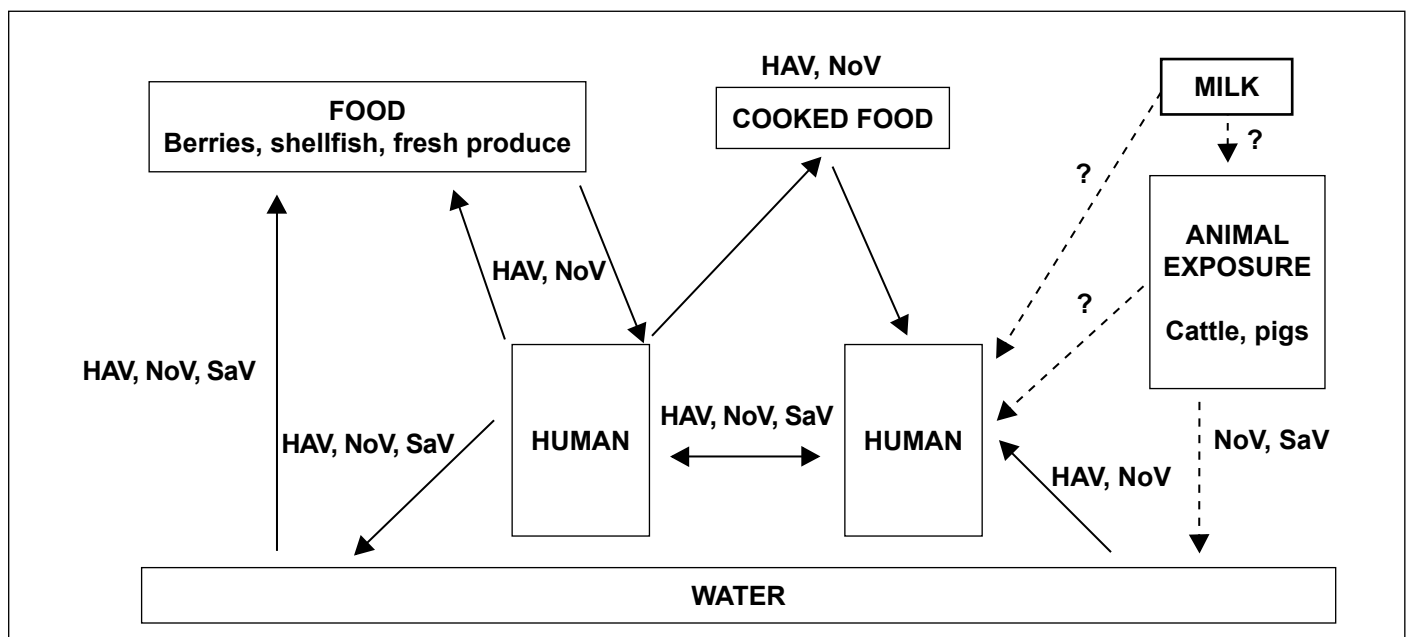 HAV, NoV
MILK
FOOD
Berries, shellfish, fresh produce
COOKED FOOD
?
?
ANIMAL
EXPOSURE
Cattle, pigs
HAV, NoV
?
HAV, NoV, SaV
HAV, NoV, SaV
HUMAN
HAV, NoV, SaV
HUMAN
NoV, SaV
HAV, NoV
WATER